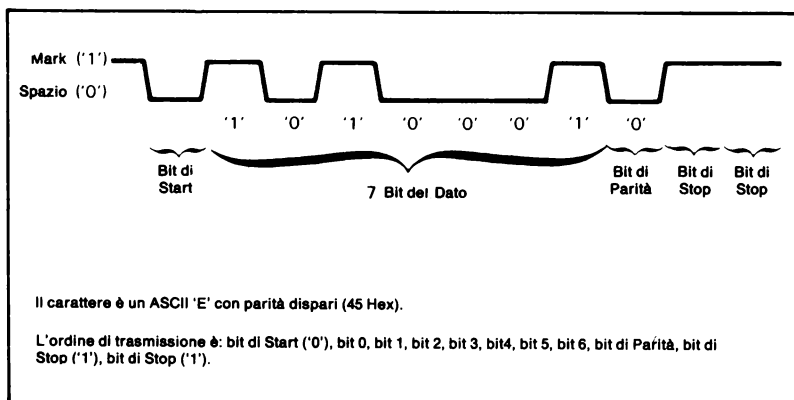 Mark ('1')
Spazio ('0')
'1' '0' '1' '0' '0' '0' '1' '0'
Bit di Start
7 Bit del Dato
Bit di Parità
Bit di Stop
Bit di Stop
Il carattere è un ASCII 'E' con parità dispari (45 Hex).
L'ordine di trasmissione è: bit di Start ('0'), bit 0, bit 1, bit 2, bit 3, bit4, bit 5, bit 6, bit di Parità, bit di
Stop ('1'), bit di Stop ('1').